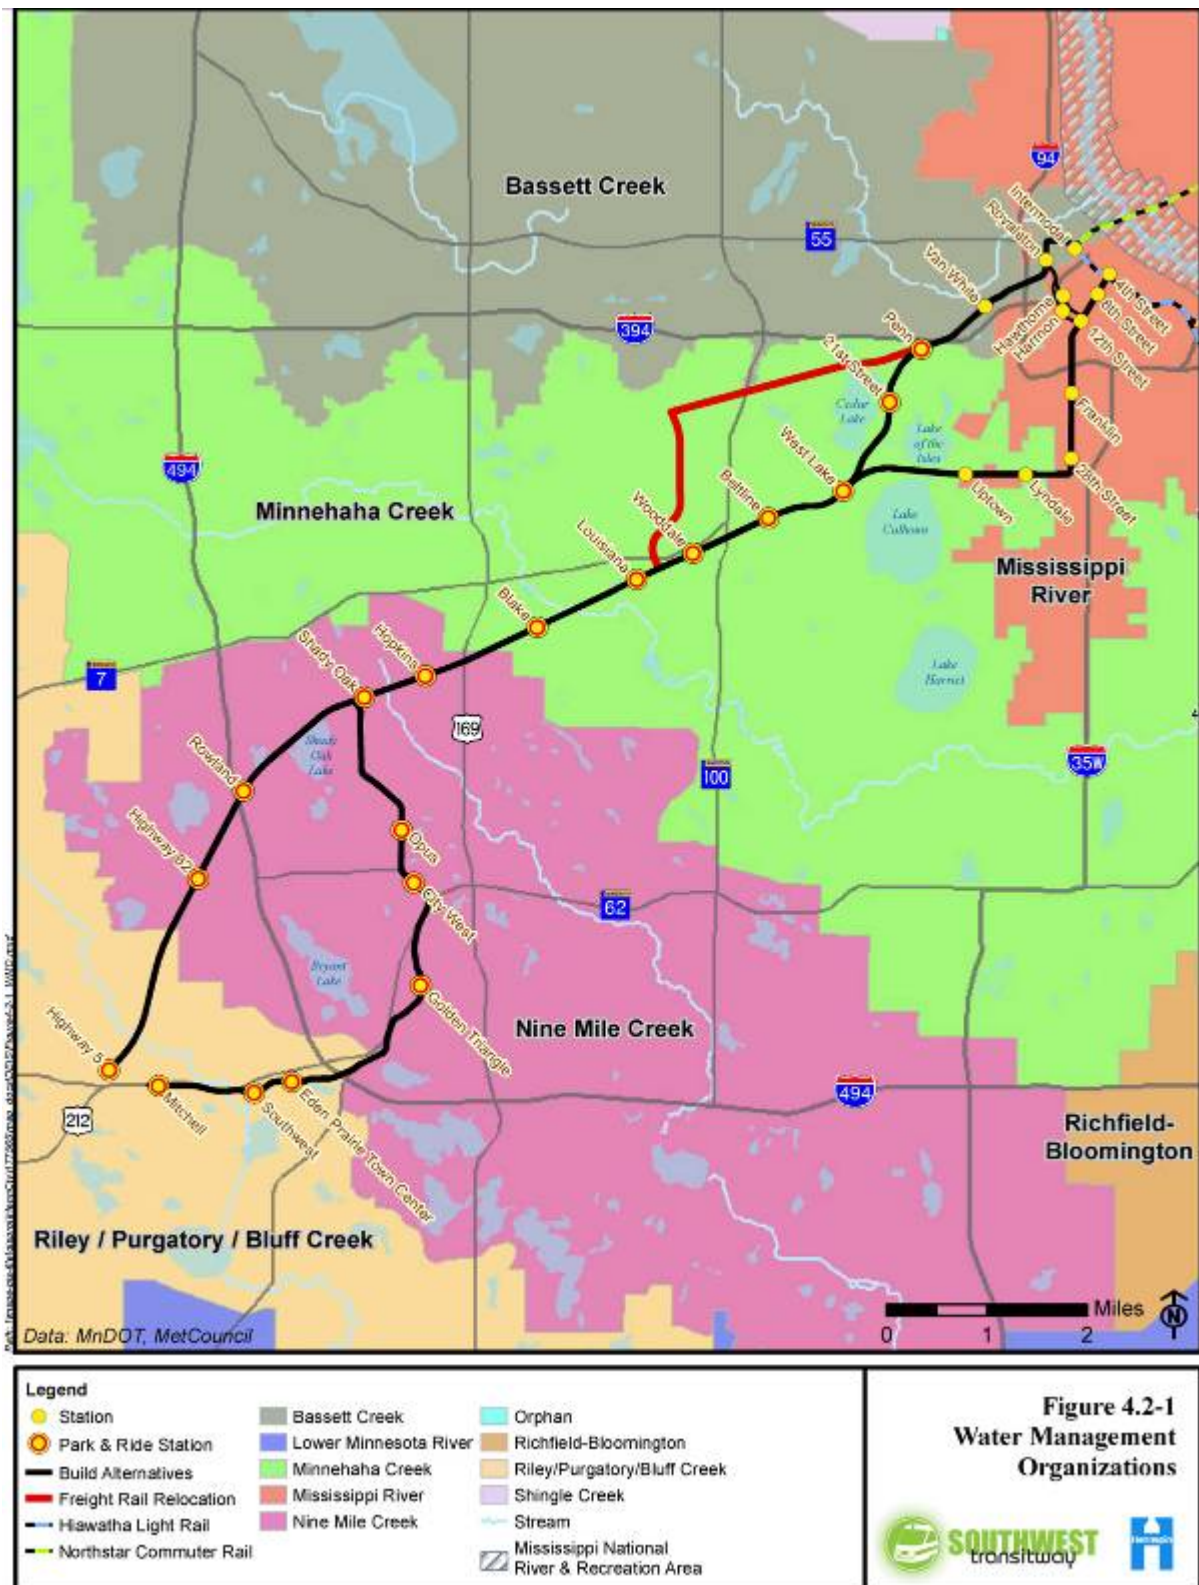 Bassett Creek
94
55
Intermodal
Royalston
Van White
4th Street
6th Street
12th Street
Hawthorne
Harmon
Penn
394
21st Street
Cedar
Lake
Lake
of the
Isles
Franklin
West Lake
494
Beltline
Uptown
Lyndale
28th Street
Minnehaha Creek
Woodale
Lake
Calhoun
Louisiana
Mississippi
River
Blake
Hopkins
Shady Oak
Lake
Harriet
7
169
Shady
Oak
Lake
4
Rowland
100
35W
Highway 62
Opus
City West
62
Bryant
Lake
Golden Triangle
Nine Mile Creek
Highway 5
494
Mitchell
Southwest
Eden Prairie Town Center
212
Richfield-
Bloomington
Riley / Purgatory / Bluff Creek
Miles
0 1 2
N
Data: MnDOT, MetCouncil
Legend
Station
Park & Ride Station
Build Alternatives
Freight Rail Relocation
Hiawatha Light Rail
Northstar Commuter Rail
Bassett Creek
Lower Minnesota River
Minnehaha Creek
Mississippi River
Nine Mile Creek
Orphan
Richfield-Bloomington
Riley/Purgatory/Bluff Creek
Shingle Creek
Stream
Mississippi National
River & Recreation Area
Figure 4.2-1
Water Management
Organizations
SOUTHWEST
transitway
Hennepin